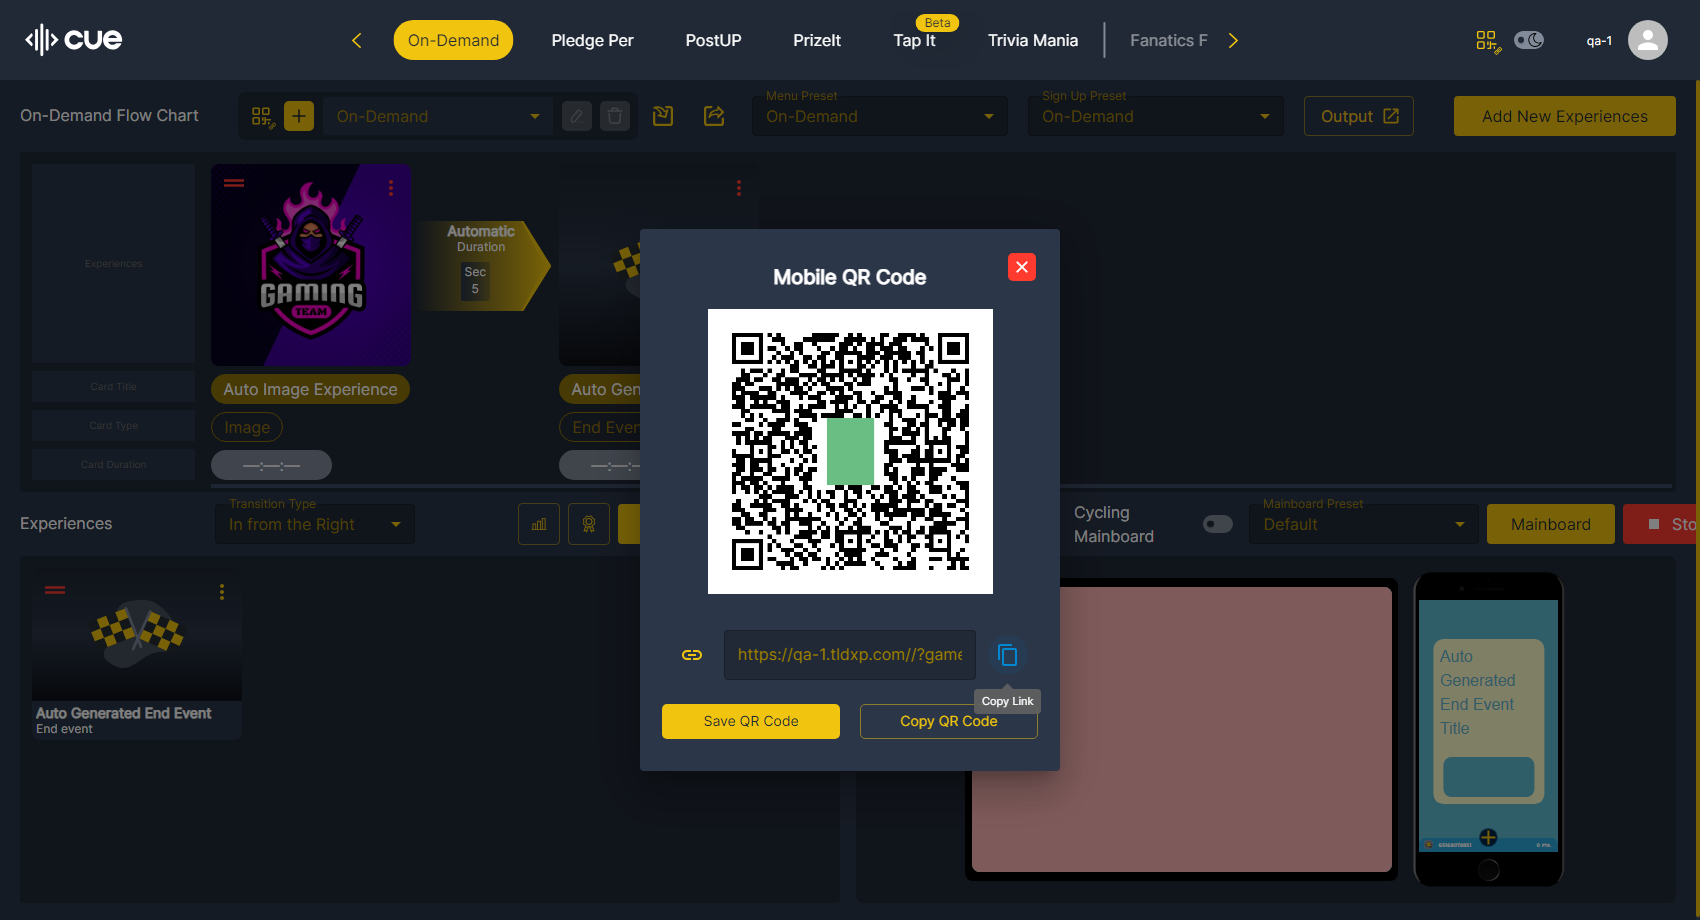 cue
On-Demand
Pledge Per
PostUP
PrizeIt
Beta
Tap It
Trivia Mania
Fanatics F
qa-1
On-Demand Flow Chart
On-Demand
Menu Preset
On-Demand
Sign Up Preset
On-Demand
Output
Add New Experiences
Experiences
Card Title
Card Type
Card Duration
GAMING
TEAM
Automatic
Duration
Sec
5
Auto Image Experience
Image
—:—:—
Auto Gen
End Even
—:—:—
Mobile QR Code
https://qa-1.tldxp.com//?game
Copy Link
Save QR Code
Copy QR Code
Experiences
Transition Type
In from the Right
Cycling
Mainboard
Mainboard Preset
Default
Mainboard
Sto
Auto Generated End Event
End event
Auto
Generated
End Event
Title
0 Pts.